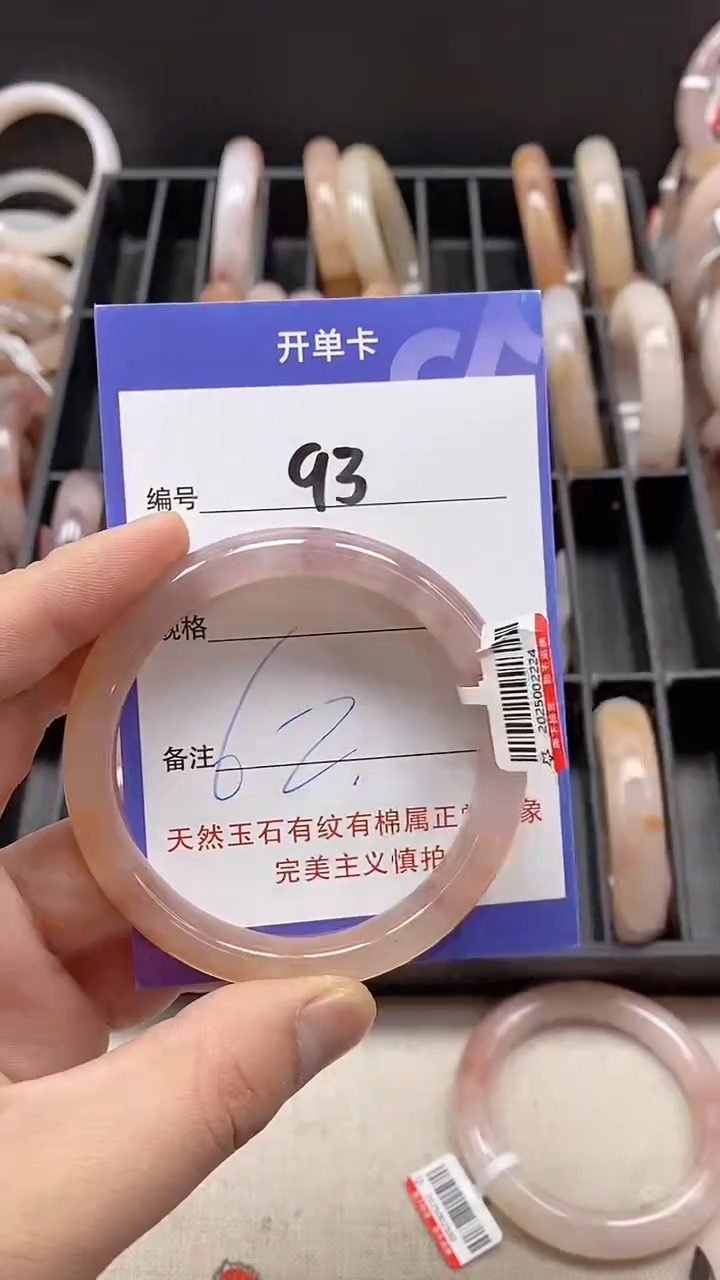 开单卡
编号 93
规格
62.
备注
天然玉石有纹有棉属正常 象
完美主义慎拍
2025002224